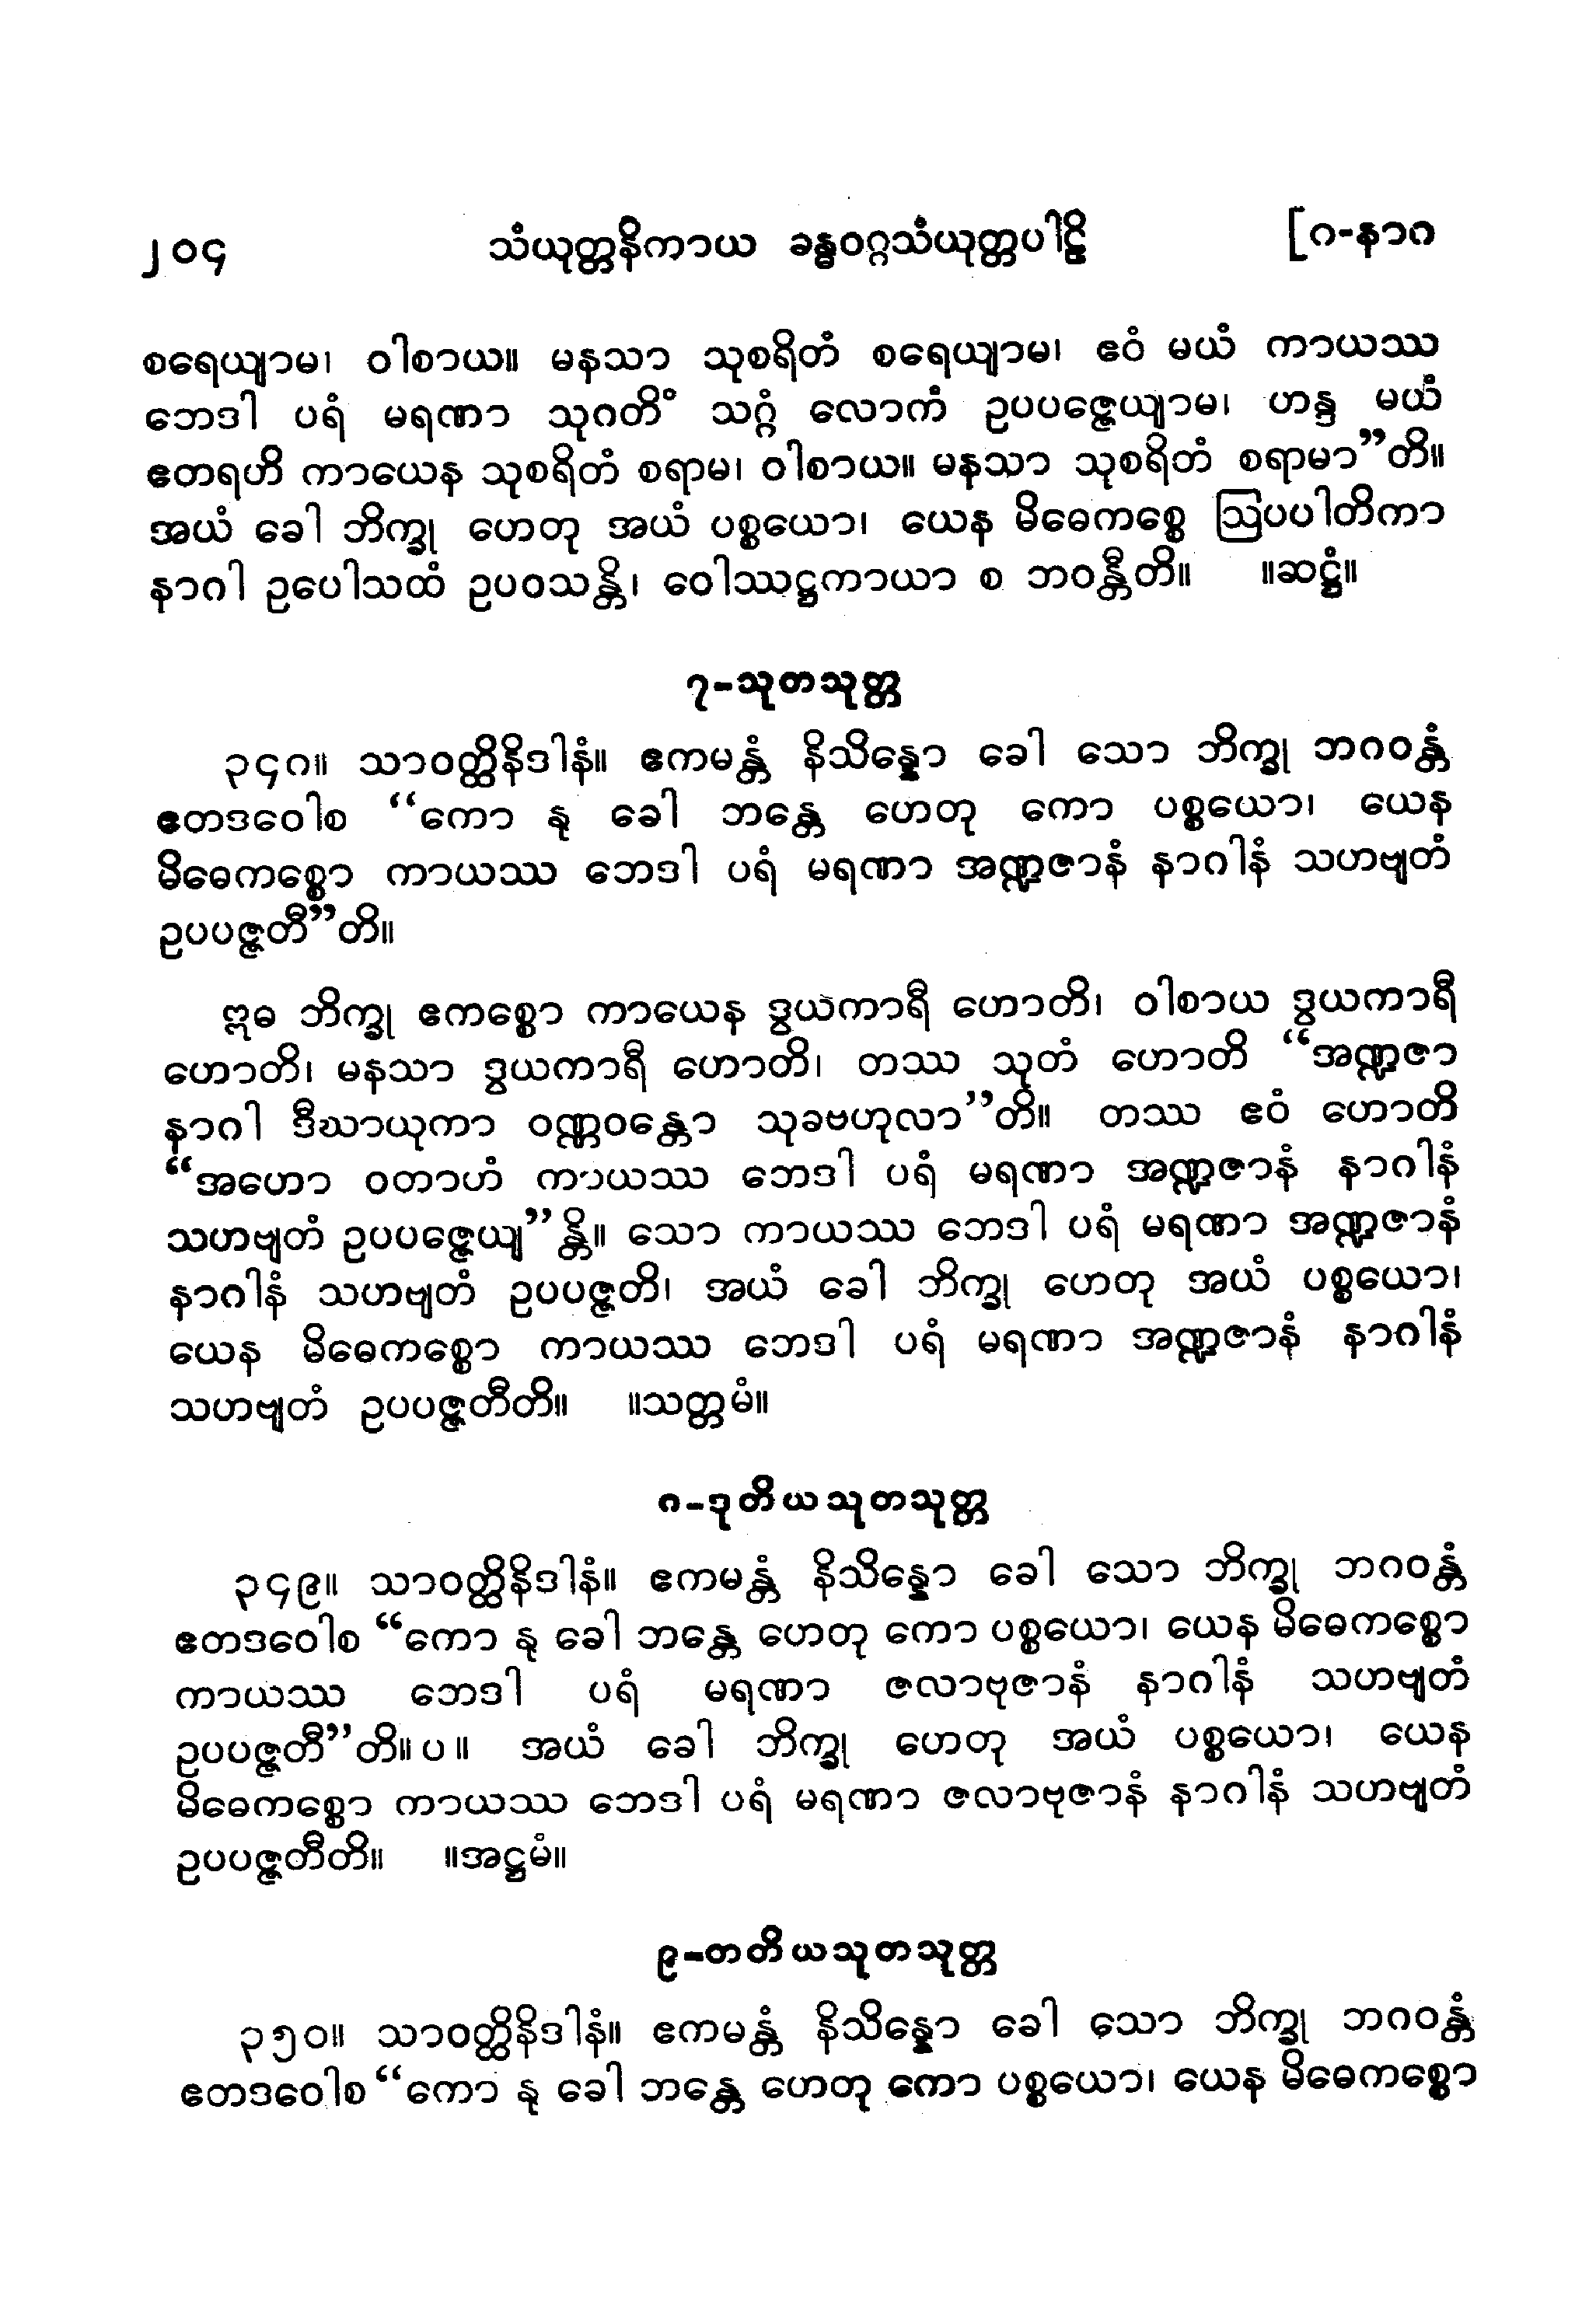 ၂၀၄ သံယုတ္တနိကာယ ခန္ဓဝဂ္ဂသံယုတ္တပါဠိ [၈-နာဂ
စရေယျာမ၊ ဝါစာယ။ မနသာ သုစရိတံ စရေယျာမ၊ ဧဝံ မယံ ကာယဿ
ဘေဒါ ပရံ မရဏာ သုဂတိံ သဂ္ဂံ လောကံ ဥပပဇ္ဇေယျာမ၊ ဟန္ဒ မယံ
ဧတရဟိ ကာယေန သုစရိတံ စရာမ၊ ဝါစာယ။ မနသာ သုစရိတံ စရာမာ”တိ။
အယံ ခေါ ဘိက္ခု ဟေတု အယံ ပစ္စယော၊ ယေန မိဓေကစ္စေ ဩပပါတိကာ
နာဂါ ဥပေါသထံ ဥပဝသန္တိ၊ ဝေါဿဋ္ဌကာယာ စ ဘဝန္တီတိ။ ။ဆဋ္ဌံ။
၇-သုတသုတ္တ
၃၄၈။ သာဝတ္ထိနိဒါနံ။ ဧကမန္တံ နိသိန္နော ခေါ သော ဘိက္ခု ဘဂဝန္တံ
ဧတဒဝေါစ “ကော နု ခေါ ဘန္တေ ဟေတု ကော ပစ္စယော၊ ယေန
မိဓေကစ္စော ကာယဿ ဘေဒါ ပရံ မရဏာ အဏ္ဍဇာနံ နာဂါနံ သဟဗျတံ
ဥပပဇ္ဇတီ”တိ။
ဣဓ ဘိက္ခု ဧကစ္စော ကာယေန ဒွယကာရီ ဟောတိ၊ ဝါစာယ ဒွယကာရီ
ဟောတိ၊ မနသာ ဒွယကာရီ ဟောတိ၊ တဿ သုတံ ဟောတိ “အဏ္ဍဇာ
နာဂါ ဒီဃာယုကာ ဝဏ္ဏဝန္တော သုခဗဟုလာ”တိ။ တဿ ဧဝံ ဟောတိ
“အဟော ဝတာဟံ ကာယဿ ဘေဒါ ပရံ မရဏာ အဏ္ဍဇာနံ နာဂါနံ
သဟဗျတံ ဥပပဇ္ဇေယျ”န္တိ။ သော ကာယဿ ဘေဒါ ပရံ မရဏာ အဏ္ဍဇာနံ
နာဂါနံ သဟဗျတံ ဥပပဇ္ဇတိ၊ အယံ ခေါ ဘိက္ခု ဟေတု အယံ ပစ္စယော၊
ယေန မိဓေကစ္စော ကာယဿ ဘေဒါ ပရံ မရဏာ အဏ္ဍဇာနံ နာဂါနံ
သဟဗျတံ ဥပပဇ္ဇတီတိ။ ။သတ္တမံ။
၈-ဒုတိယသုတသုတ္တ
၃၄၉။ သာဝတ္ထိနိဒါနံ။ ဧကမန္တံ နိသိန္နော ခေါ သော ဘိက္ခု ဘဂဝန္တံ
ဧတဒဝေါစ “ကော နု ခေါ ဘန္တေ ဟေတု ကော ပစ္စယော၊ ယေန မိဓေကစ္စော
ကာယဿ ဘေဒါ ပရံ မရဏာ ဇလာဗုဇာနံ နာဂါနံ သဟဗျတံ
ဥပပဇ္ဇတီ”တိ။ပ။ အယံ ခေါ ဘိက္ခု ဟေတု အယံ ပစ္စယော၊ ယေန
မိဓေကစ္စော ကာယဿ ဘေဒါ ပရံ မရဏာ ဇလာဗုဇာနံ နာဂါနံ သဟဗျတံ
ဥပပဇ္ဇတီတိ။ ။အဋ္ဌမံ။
၉-တတိယသုတသုတ္တ
၃၅၀။ သာဝတ္ထိနိဒါနံ။ ဧကမန္တံ နိသိန္နော ခေါ သော ဘိက္ခု ဘဂဝန္တံ
ဧတဒဝေါစ “ကော နု ခေါ ဘန္တေ ဟေတု ကော ပစ္စယော၊ ယေန မိဓေကစ္စော